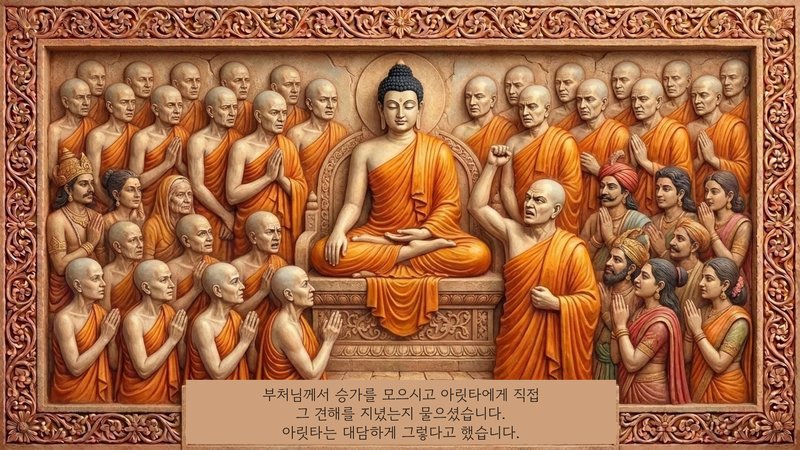 부처님께서 승가를 모으시고 아릿타에게 직접
그 견해를 지녔는지 물으셨습니다.
아릿타는 대담하게 그렇다고 했습니다.